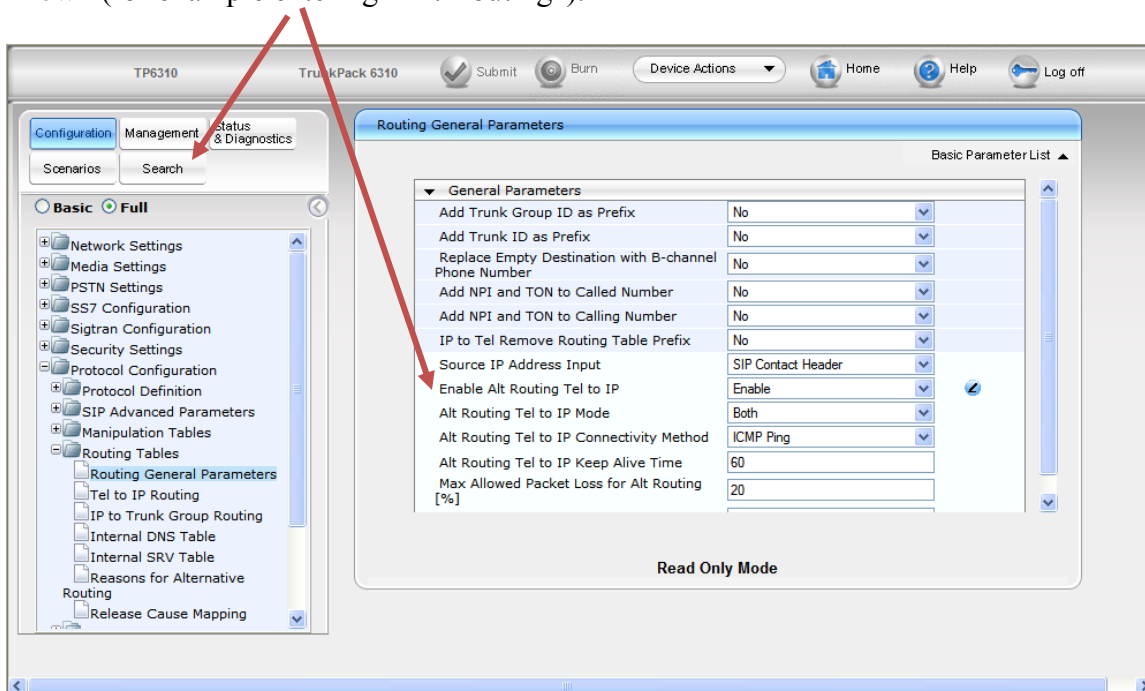 TP6310
TrunkPack 6310
Submit
Burn
Device Actions
Home
Help
Log off
Configuration
Management
Status
& Diagnostics
Scenarios
Search
Basic
Full
Network Settings
Media Settings
PSTN Settings
SS7 Configuration
Sigtran Configuration
Security Settings
Protocol Configuration
Protocol Definition
SIP Advanced Parameters
Manipulation Tables
Routing Tables
Routing General Parameters
Tel to IP Routing
IP to Trunk Group Routing
Internal DNS Table
Internal SRV Table
Reasons for Alternative
Routing
Release Cause Mapping
Routing General Parameters
Basic Parameter List
General Parameters
Add Trunk Group ID as Prefix No
Add Trunk ID as Prefix No
Replace Empty Destination with B-channel
Phone Number No
Add NPI and TON to Called Number No
Add NPI and TON to Calling Number No
IP to Tel Remove Routing Table Prefix No
Source IP Address Input SIP Contact Header
Enable Alt Routing Tel to IP Enable
Alt Routing Tel to IP Mode Both
Alt Routing Tel to IP Connectivity Method ICMP Ping
Alt Routing Tel to IP Keep Alive Time 60
Max Allowed Packet Loss for Alt Routing
[%] 20
Read Only Mode